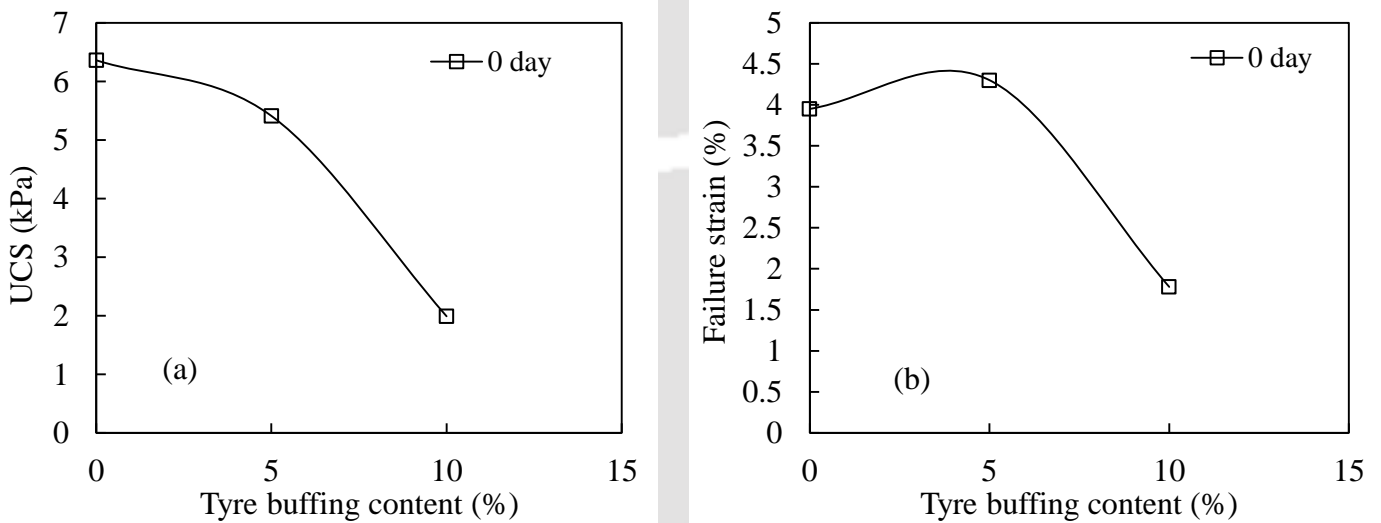 7
6
5
4
3
2
1
0
UCS (kPa)
0 day
(a)
0 5 10 15
Tyre buffing content (%)
5
4.5
4
3.5
3
2.5
2
1.5
1
0.5
0
Failure strain (%)
0 day
(b)
0 5 10 15
Tyre buffing content (%)